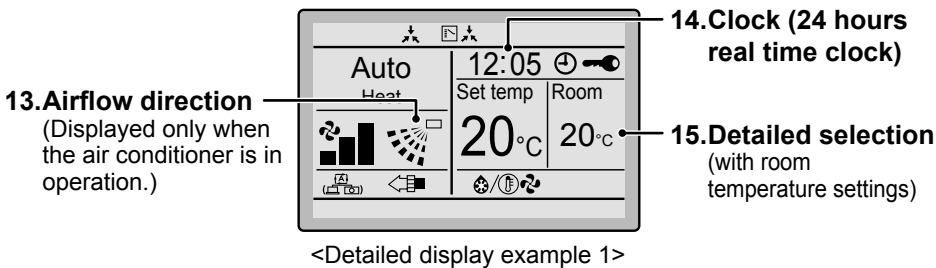 14.Clock (24 hours
real time clock)
12:05
Auto
Heat
Set temp
Room
13.Airflow direction
(Displayed only when
the air conditioner is in
operation.)
20°C
20°C
15.Detailed selection
(with room
temperature settings)
A
/
<Detailed display example 1>